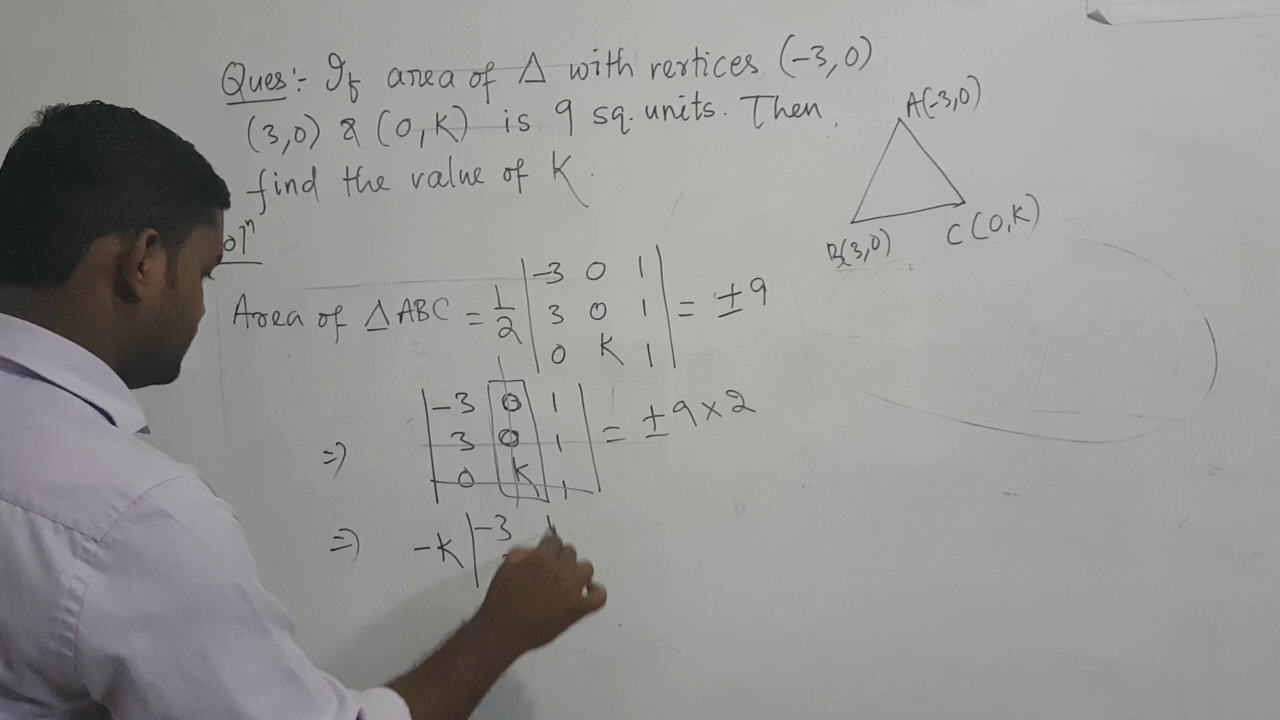 Ques:- If area of Δ with vertices (-3,0)
(3,0) & (0,K) is 9 sq. units. Then
find the value of K.
A(-3,0)
B(3,0)
C(0,K)
olⁿ
Area of ΔABC = 1/2 | -3 0 1 | = ±9
| 3 0 1 |
| 0 K 1 |
=> | -3 0 1 | = ±9×2
| 3 0 1 |
| 0 K 1 |
=> -K | -3 1